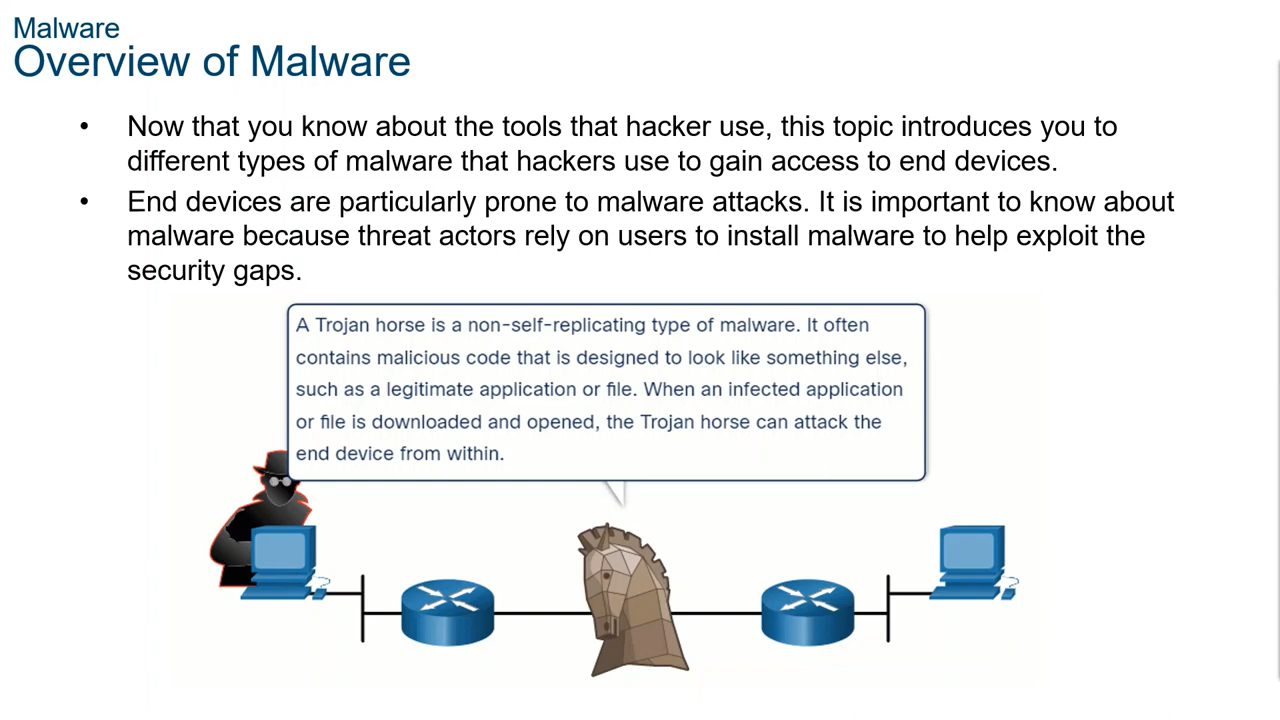 Malware
Overview of Malware
• Now that you know about the tools that hacker use, this topic introduces you to
different types of malware that hackers use to gain access to end devices.
• End devices are particularly prone to malware attacks. It is important to know about
malware because threat actors rely on users to install malware to help exploit the
security gaps.
A Trojan horse is a non-self-replicating type of malware. It often
contains malicious code that is designed to look like something else,
such as a legitimate application or file. When an infected application
or file is downloaded and opened, the Trojan horse can attack the
end device from within.